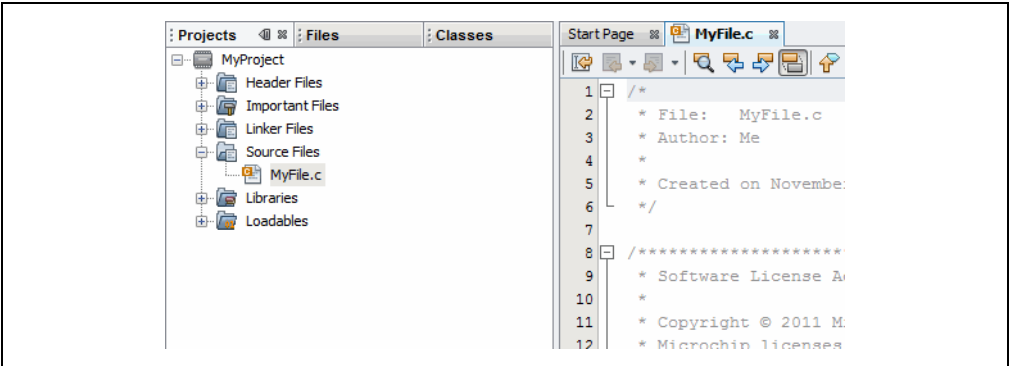 Projects Files Classes
MyProject
Header Files
Important Files
Linker Files
Source Files
MyFile.c
Libraries
Loadables
Start Page MyFile.c
1 /*
2 * File: MyFile.c
3 * Author: Me
4 *
5 * Created on November
6 */
7
8 /*********************
9 * Software License A
10 *
11 * Copyright © 2011 M
12 * Microchip licenses